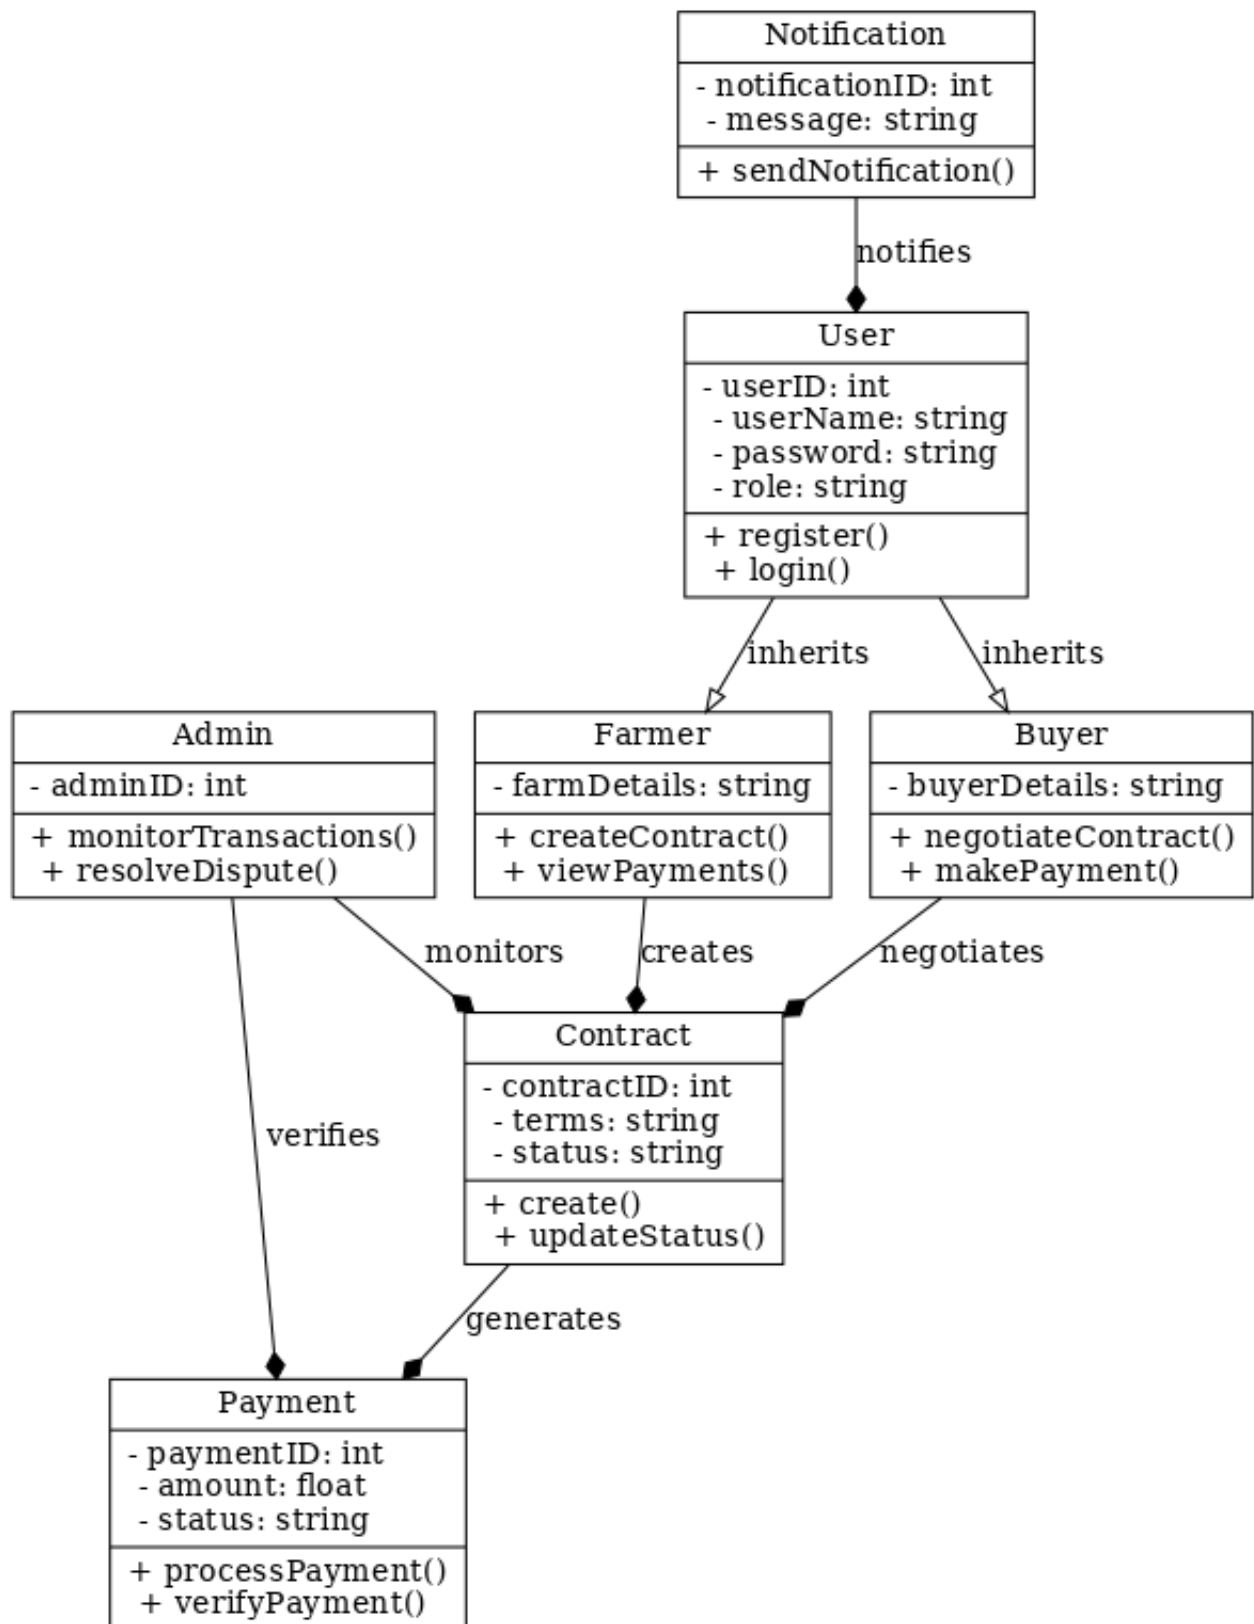 Notification
- notificationID: int
- message: string
+ sendNotification()
notifies
User
- userID: int
- userName: string
- password: string
- role: string
+ register()
+ login()
inherits
inherits
Admin
- adminID: int
+ monitorTransactions()
+ resolveDispute()
Farmer
- farmDetails: string
+ createContract()
+ viewPayments()
Buyer
- buyerDetails: string
+ negotiateContract()
+ makePayment()
monitors
creates
negotiates
Contract
- contractID: int
- terms: string
- status: string
+ create()
+ updateStatus()
verifies
generates
Payment
- paymentID: int
- amount: float
- status: string
+ processPayment()
+ verifyPayment()